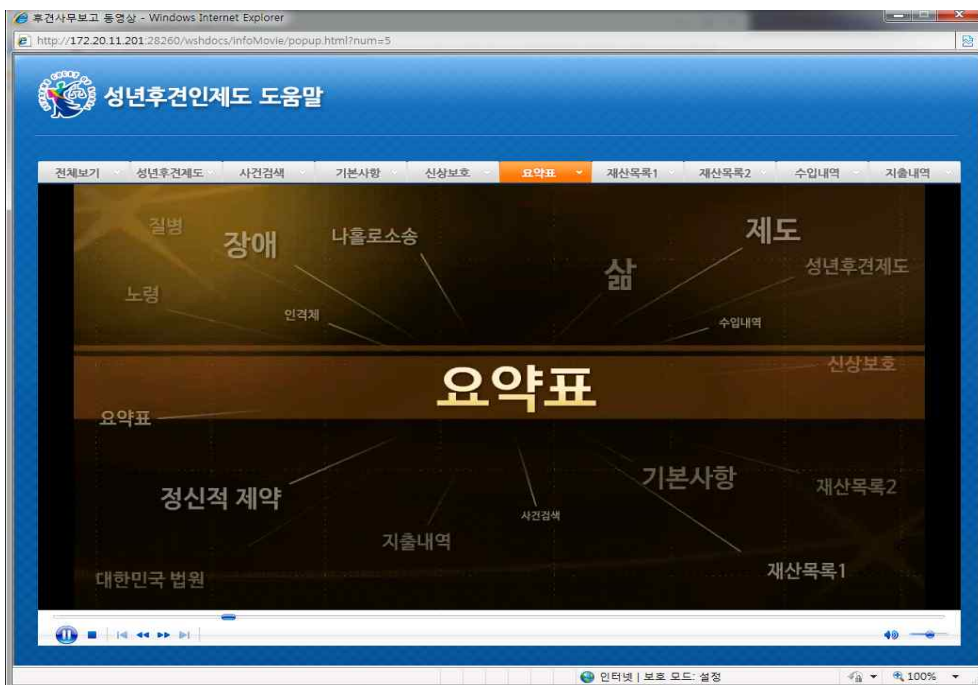 후견사무보고 동영상 - Windows Internet Explorer
http://172.20.11.201:28260/wshdocs/infoMovie/popup.html?num=5
성년후견인제도 도움말
전체보기 성년후견제도 사건검색 기본사항 신상보호 요약표 재산목록1 재산목록2 수입내역 지출내역
질병 장애 나홀로소송 삶 제도 성년후견제도
노령 인격체 수입내역
요약표
신상보호
요약표
정신적 제약 기본사항 재산목록2
사건검색
지출내역
대한민국 법원 재산목록1
인터넷 | 보호 모드: 설정 100%